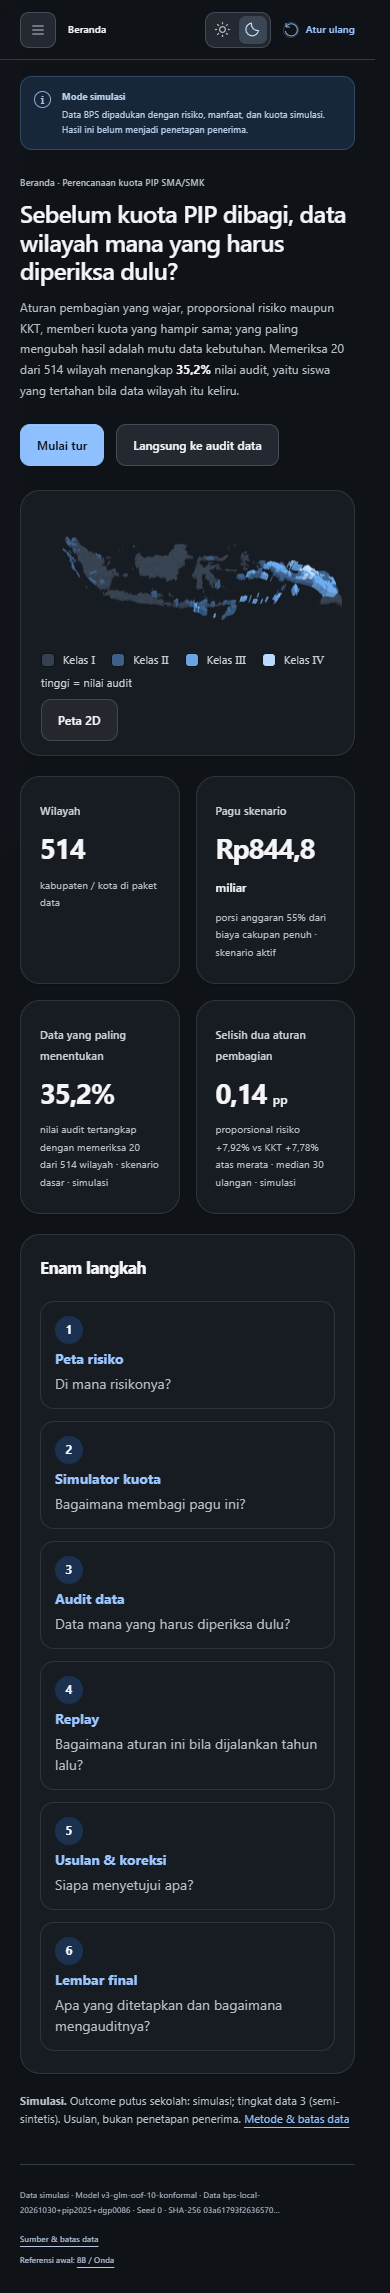 Beranda
Atur ulang
Mode simulasi
Data BPS dipadukan dengan risiko, manfaat, dan kuota simulasi.
Hasil ini belum menjadi penetapan penerima.
Beranda · Perencanaan kuota PIP SMA/SMK
Sebelum kuota PIP dibagi, data
wilayah mana yang harus
diperiksa dulu?
Aturan pembagian yang wajar, proporsional risiko maupun
KKT, memberi kuota yang hampir sama; yang paling
mengubah hasil adalah mutu data kebutuhan. Memeriksa 20
dari 514 wilayah menangkap 35,2% nilai audit, yaitu siswa
yang tertahan bila data wilayah itu keliru.
Mulai tur
Langsung ke audit data
Kelas I
Kelas II
Kelas III
Kelas IV
tinggi = nilai audit
Peta 2D
Wilayah
514
kabupaten / kota di paket
data
Pagu skenario
Rp844,8
miliar
porsi anggaran 55% dari
biaya cakupan penuh ·
skenario aktif
Data yang paling
menentukan
35,2%
nilai audit tertangkap
dengan memeriksa 20
dari 514 wilayah · skenario
dasar · simulasi
Selisih dua aturan
pembagian
0,14 pp
proporsional risiko
+7,92% vs KKT +7,78%
atas merata · median 30
ulangan · simulasi
Enam langkah
1
Peta risiko
Di mana risikonya?
2
Simulator kuota
Bagaimana membagi pagu ini?
3
Audit data
Data mana yang harus diperiksa dulu?
4
Replay
Bagaimana aturan ini bila dijalankan tahun
lalu?
5
Usulan & koreksi
Siapa menyetujui apa?
6
Lembar final
Apa yang ditetapkan dan bagaimana
mengauditnya?
Simulasi. Outcome putus sekolah: simulasi; tingkat data 3 (semi-
sintetis). Usulan, bukan penetapan penerima. Metode & batas data
Data simulasi · Model v3-glm-oof-10-konformal · Data bps-local-
20261030+pip2025+dgp0086 · Seed 0 · SHA-256 03a61793f2636570…
Sumber & batas data
Referensi awal: 8B / Onda